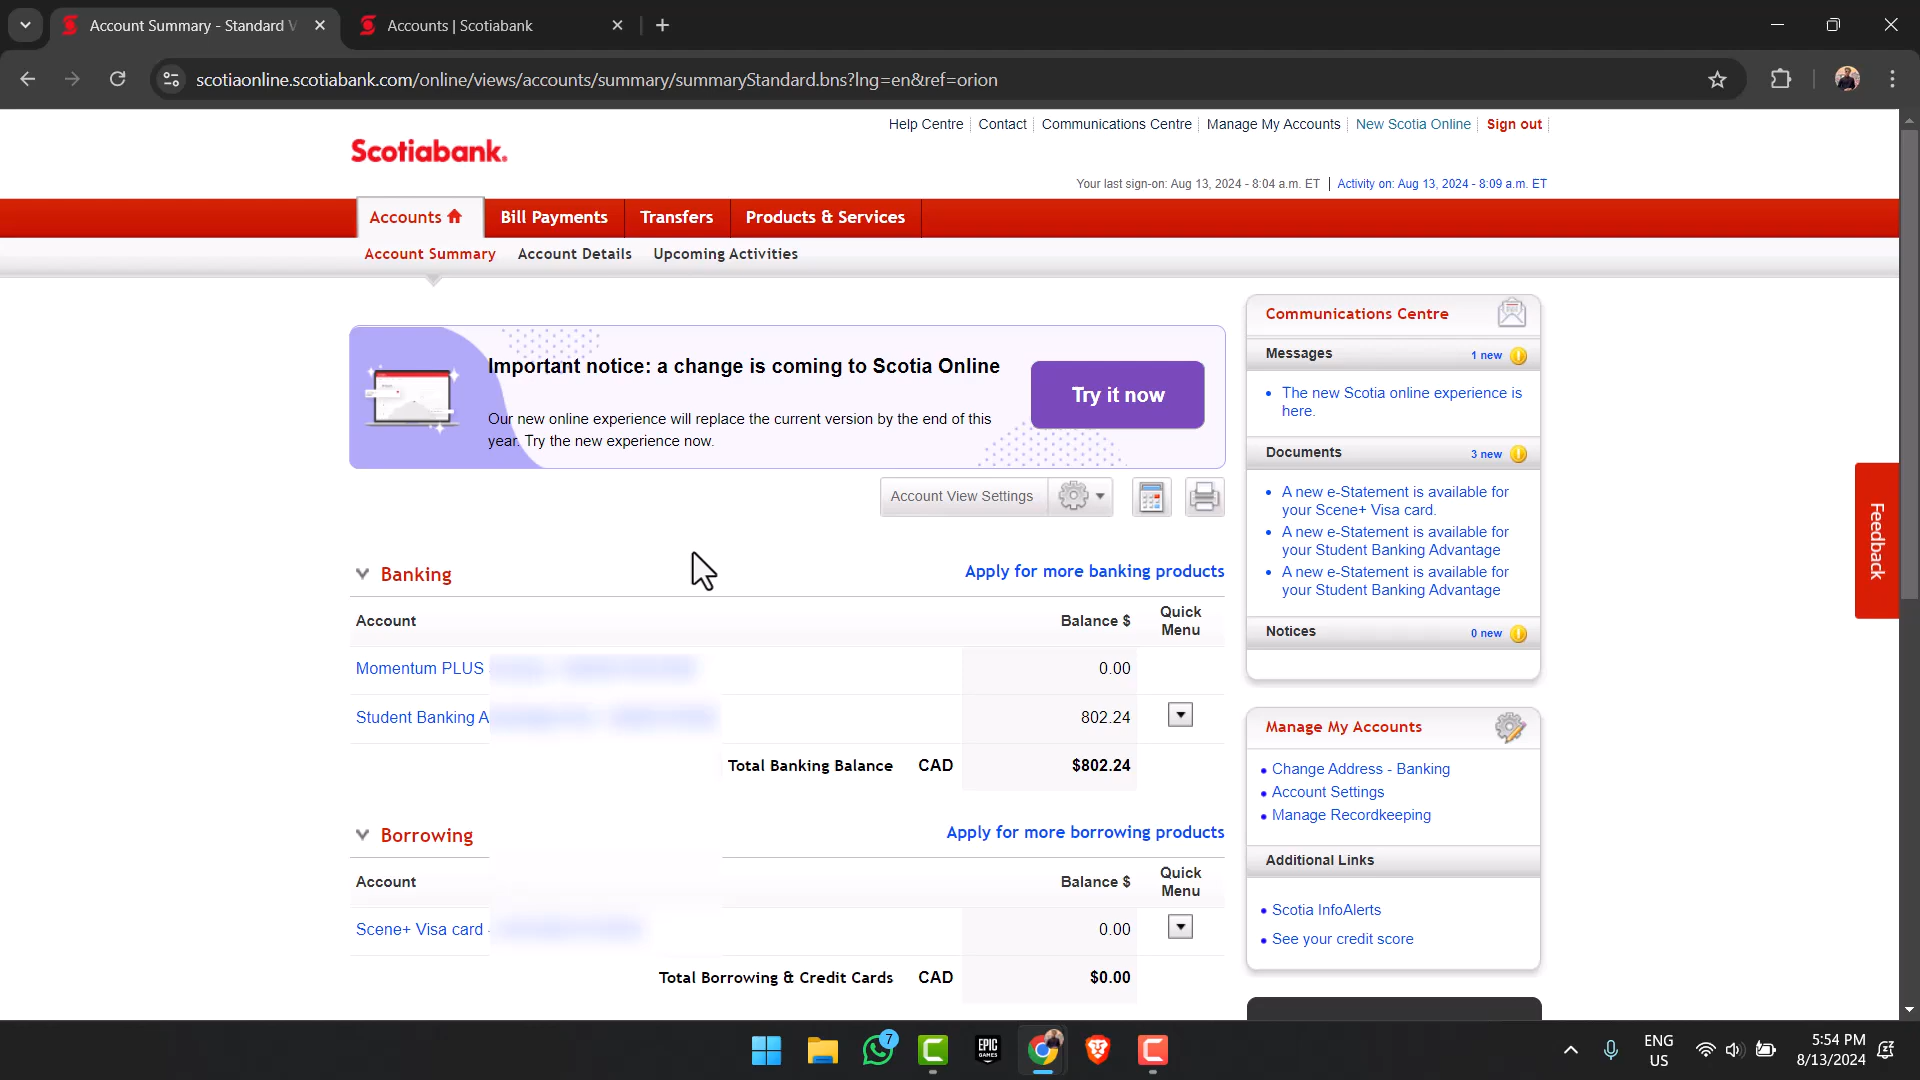 Account Summary - Standard V
Accounts | Scotiabank
scotiaonline.scotiabank.com/online/views/accounts/summary/summaryStandard.bns?lng=en&ref=orion
Help Centre Contact Communications Centre Manage My Accounts New Scotia Online Sign out
Scotiabank.
Your last sign-on: Aug 13, 2024 - 8:04 a.m. ET | Activity on: Aug 13, 2024 - 8:09 a.m. ET
Accounts Bill Payments Transfers Products & Services
Account Summary Account Details Upcoming Activities
Important notice: a change is coming to Scotia Online
Our new online experience will replace the current version by the end of this
year. Try the new experience now.
Try it now
Account View Settings
Banking
Apply for more banking products
Account Balance $ Quick
Menu
Momentum PLUS 0.00
Student Banking A 802.24
Total Banking Balance CAD $802.24
Borrowing
Apply for more borrowing products
Account Balance $ Quick
Menu
Scene+ Visa card - 0.00
Total Borrowing & Credit Cards CAD $0.00
Communications Centre
Messages 1 new
• The new Scotia online experience is
here.
Documents 3 new
• A new e-Statement is available for
your Scene+ Visa card.
• A new e-Statement is available for
your Student Banking Advantage
• A new e-Statement is available for
your Student Banking Advantage
Notices 0 new
Manage My Accounts
• Change Address - Banking
• Account Settings
• Manage Recordkeeping
Additional Links
• Scotia InfoAlerts
• See your credit score
Feedback
7
EPIC
GAMES
ENG
US
5:54 PM
8/13/2024